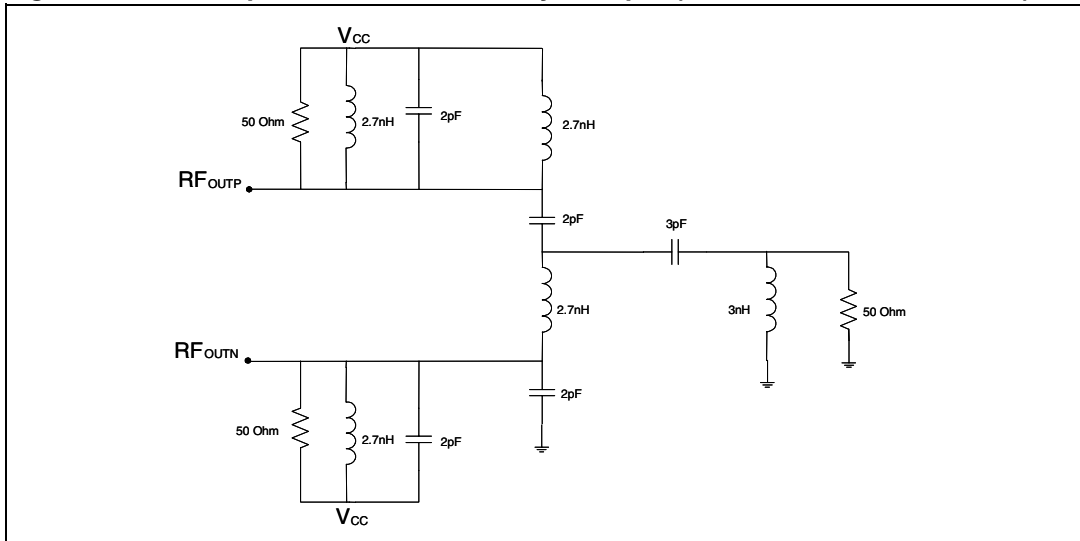 VCC
50 Ohm
2.7nH
2pF
2.7nH
RFOUTP
2pF
3pF
2.7nH
3nH
50 Ohm
RFOUTN
2pF
50 Ohm
2.7nH
2pF
VCC